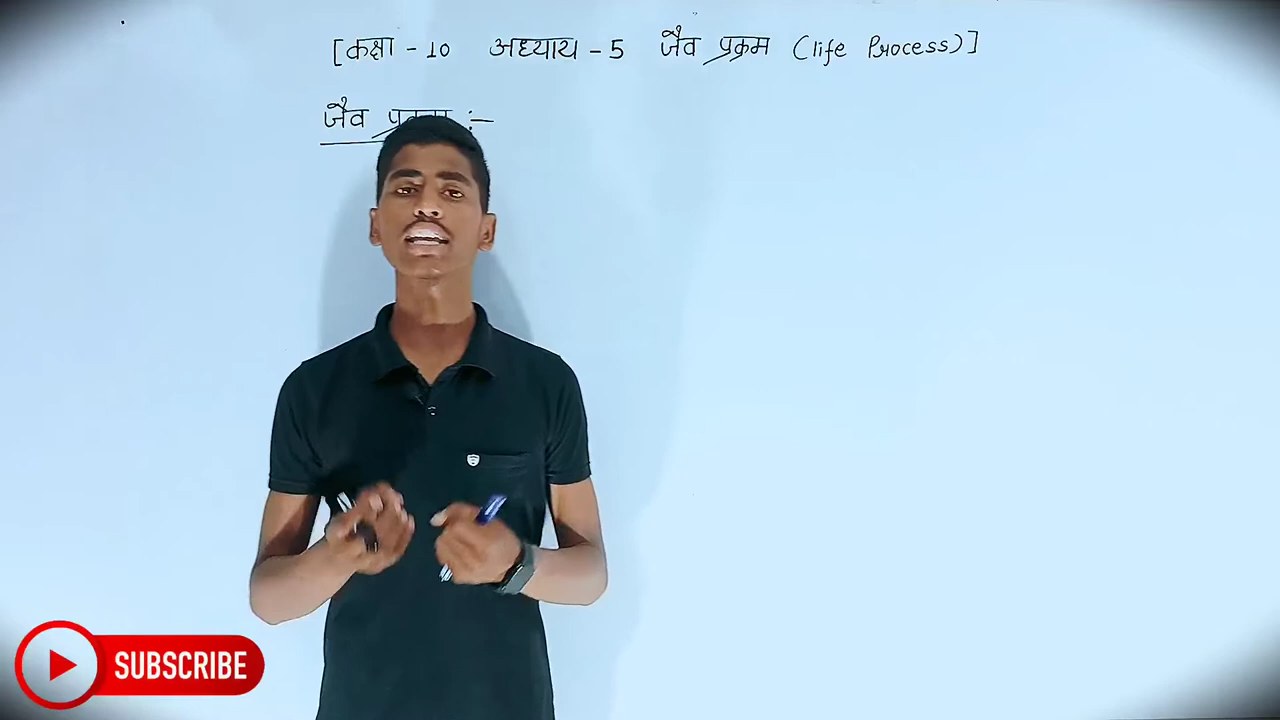 [कक्षा - 10 अध्याय - 5 जैव प्रक्रम (life Process)]
जैव :-
SUBSCRIBE